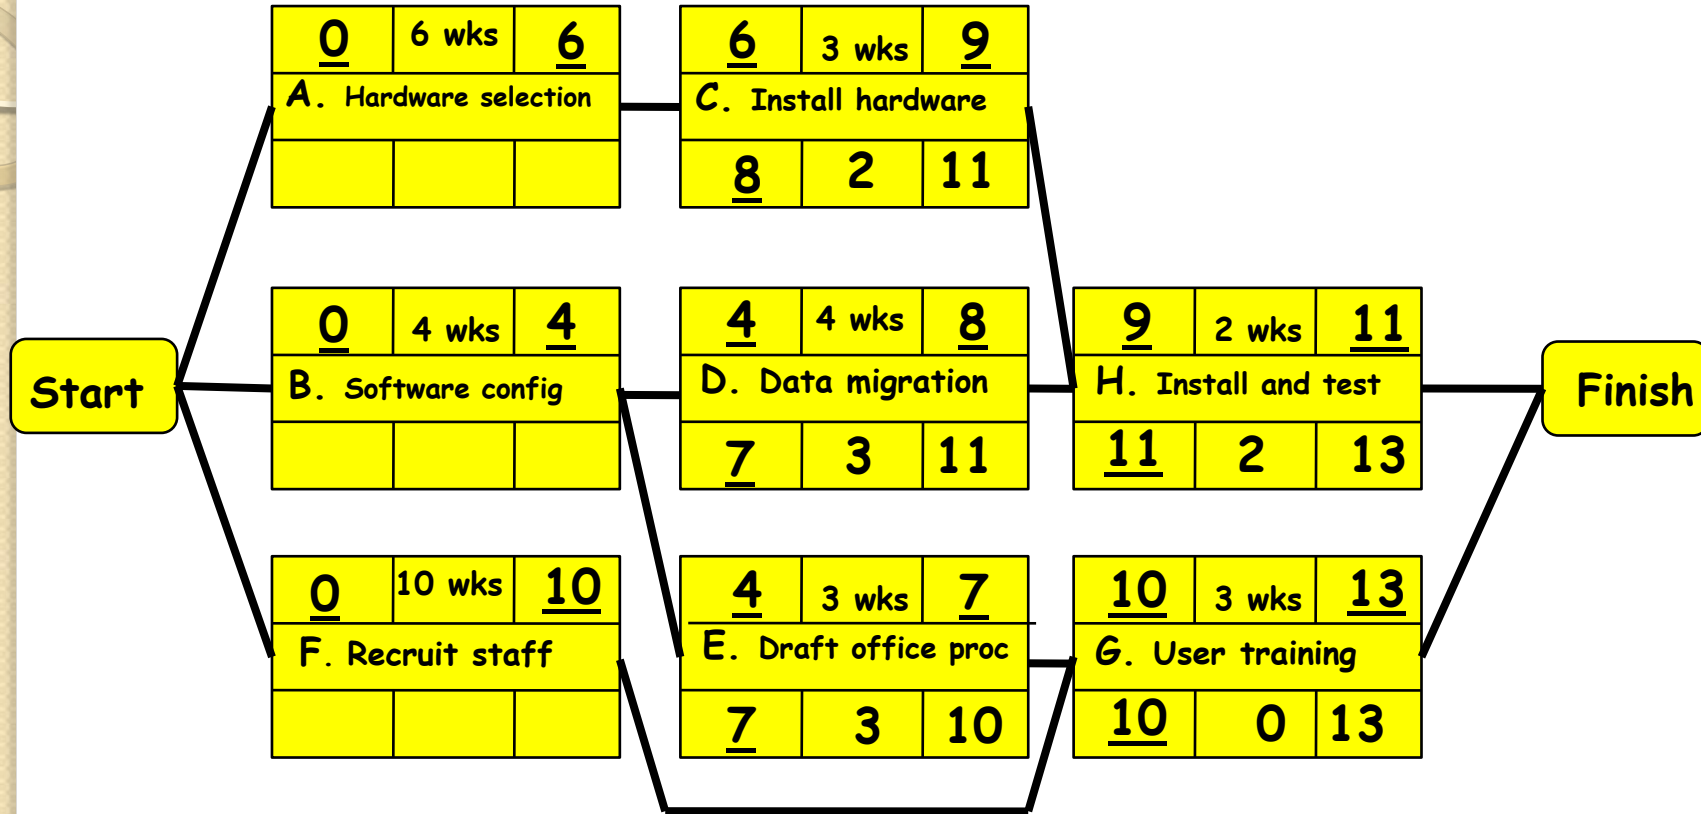 0 6 wks 6
A. Hardware selection
6 3 wks 9
C. Install hardware
8 2 11
Start
0 4 wks 4
B. Software config
4 4 wks 8
D. Data migration
7 3 11
9 2 wks 11
H. Install and test
11 2 13
Finish
0 10 wks 10
F. Recruit staff
4 3 wks 7
E. Draft office proc
7 3 10
10 3 wks 13
G. User training
10 0 13